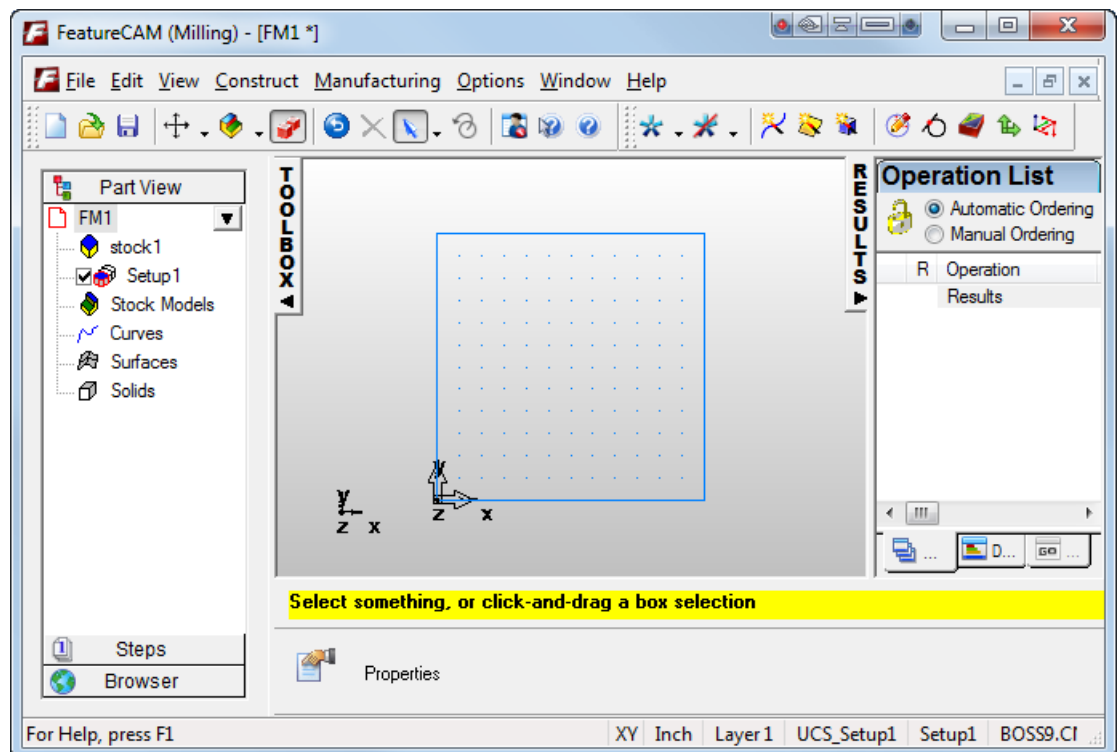 FeatureCAM (Milling) - [FM1 *]
File Edit View Construct Manufacturing Options Window Help
Part View
FM1
stock1
Setup1
Stock Models
Curves
Surfaces
Solids
Steps
Browser
TOOLBOX
y
z x
y
z x
RESULTS
Operation List
Automatic Ordering
Manual Ordering
R Operation
Results
... D... GO ...
Select something, or click-and-drag a box selection
1
Properties
For Help, press F1 XY Inch Layer 1 UCS_Setup1 Setup1 BOSS9.CI